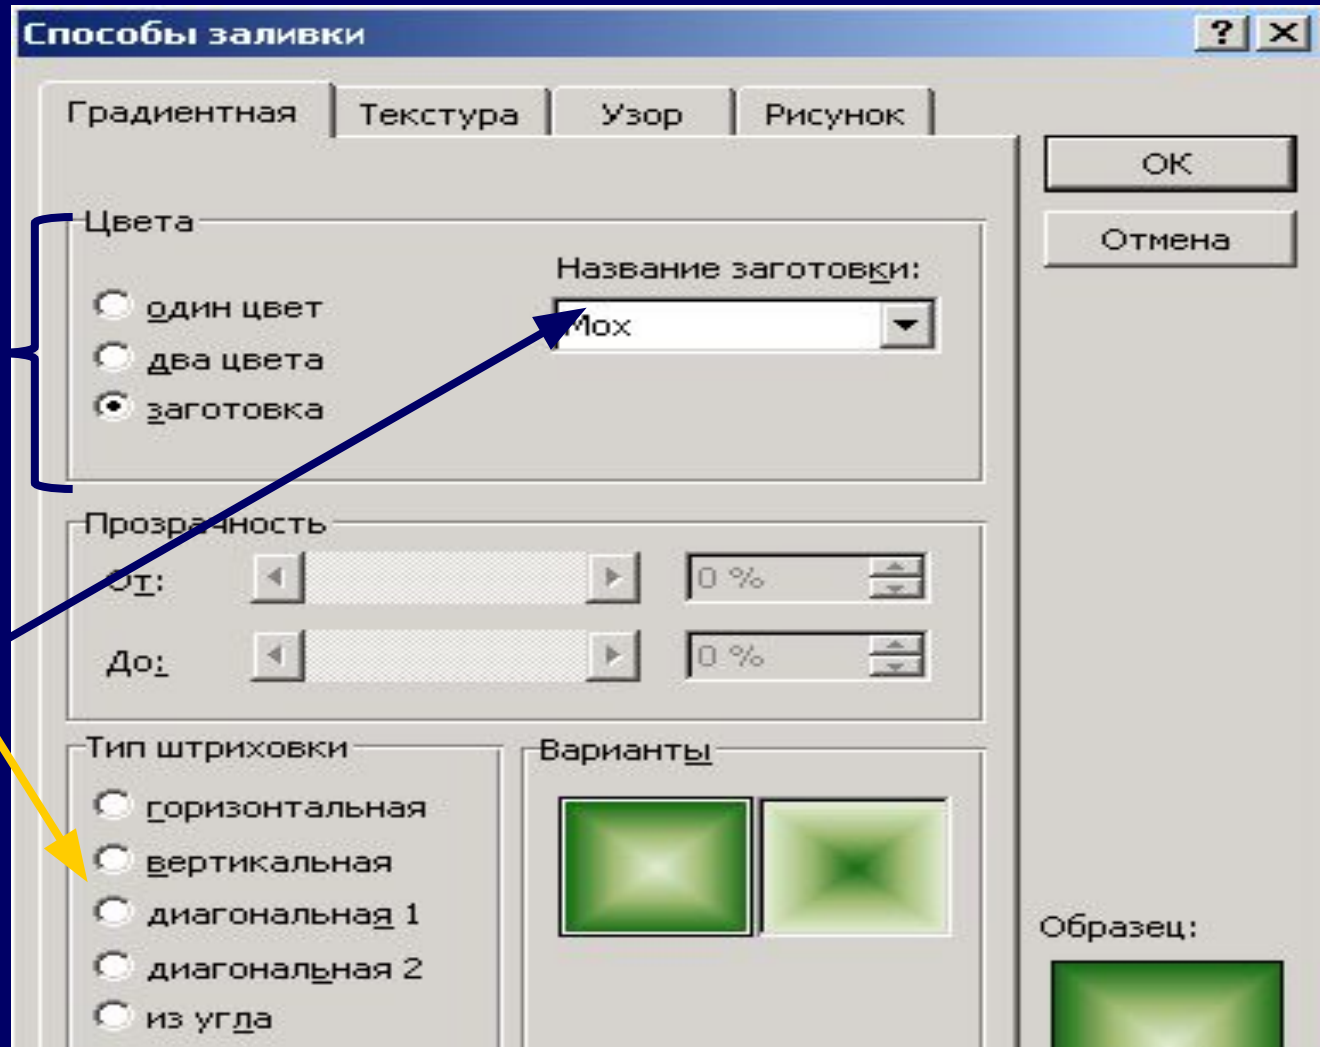 Способы заливки
Градиентная Текстура Узор Рисунок
ОК
Отмена
Цвета
Название заготовки:
один цвет
Мох
два цвета
заготовка
Прозрачность
От: 0 %
До: 0 %
Тип штриховки
Варианты
горизонтальная
вертикальная
диагональная 1
диагональная 2
из угла
Образец: